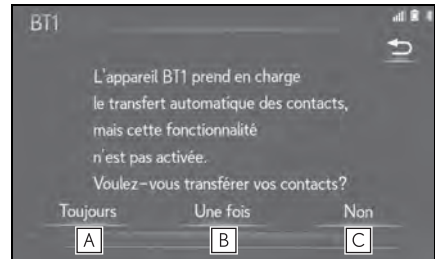 BT1
L'appareil BT1 prend en charge
le transfert automatique des contacts,
mais cette fonctionnalité
n'est pas activée.
Voulez-vous transférer vos contacts?
Toujours Une fois Non
A B C